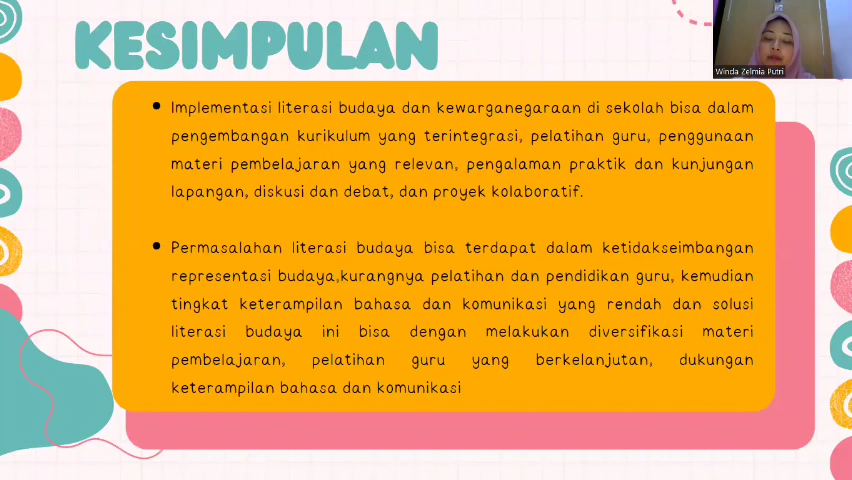 KESIMPULAN
Winda Zelmia Putri
• Implementasi literasi budaya dan kewarganegaraan di sekolah bisa dalam
pengembangan kurikulum yang terintegrasi, pelatihan guru, penggunaan
materi pembelajaran yang relevan, pengalaman praktik dan kunjungan
lapangan, diskusi dan debat, dan proyek kolaboratif.
• Permasalahan literasi budaya bisa terdapat dalam ketidakseimbangan
representasi budaya,kurangnya pelatihan dan pendidikan guru, kemudian
tingkat keterampilan bahasa dan komunikasi yang rendah dan solusi
literasi budaya ini bisa dengan melakukan diversifikasi materi
pembelajaran, pelatihan guru yang berkelanjutan, dukungan
keterampilan bahasa dan komunikasi